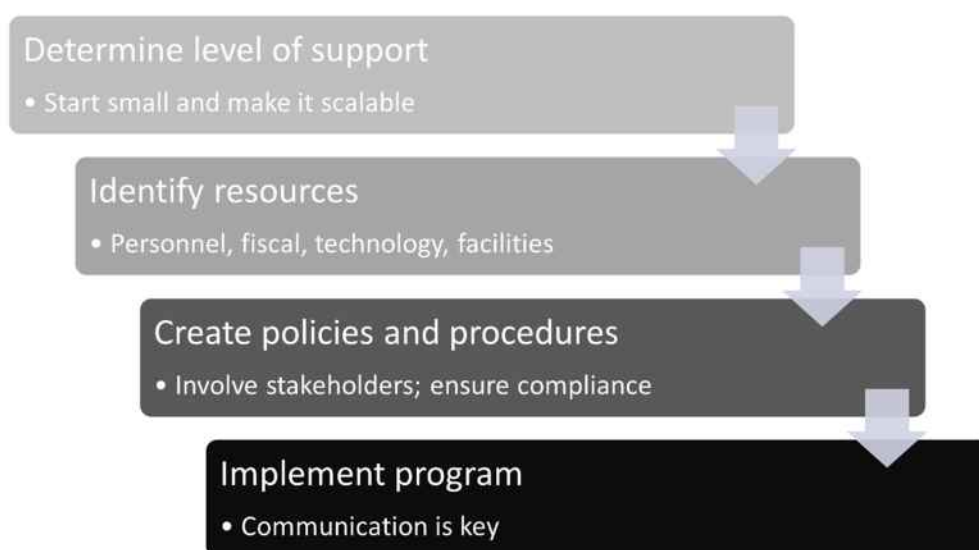 Determine level of support
• Start small and make it scalable
Identify resources
• Personnel, fiscal, technology, facilities
Create policies and procedures
• Involve stakeholders; ensure compliance
Implement program
• Communication is key